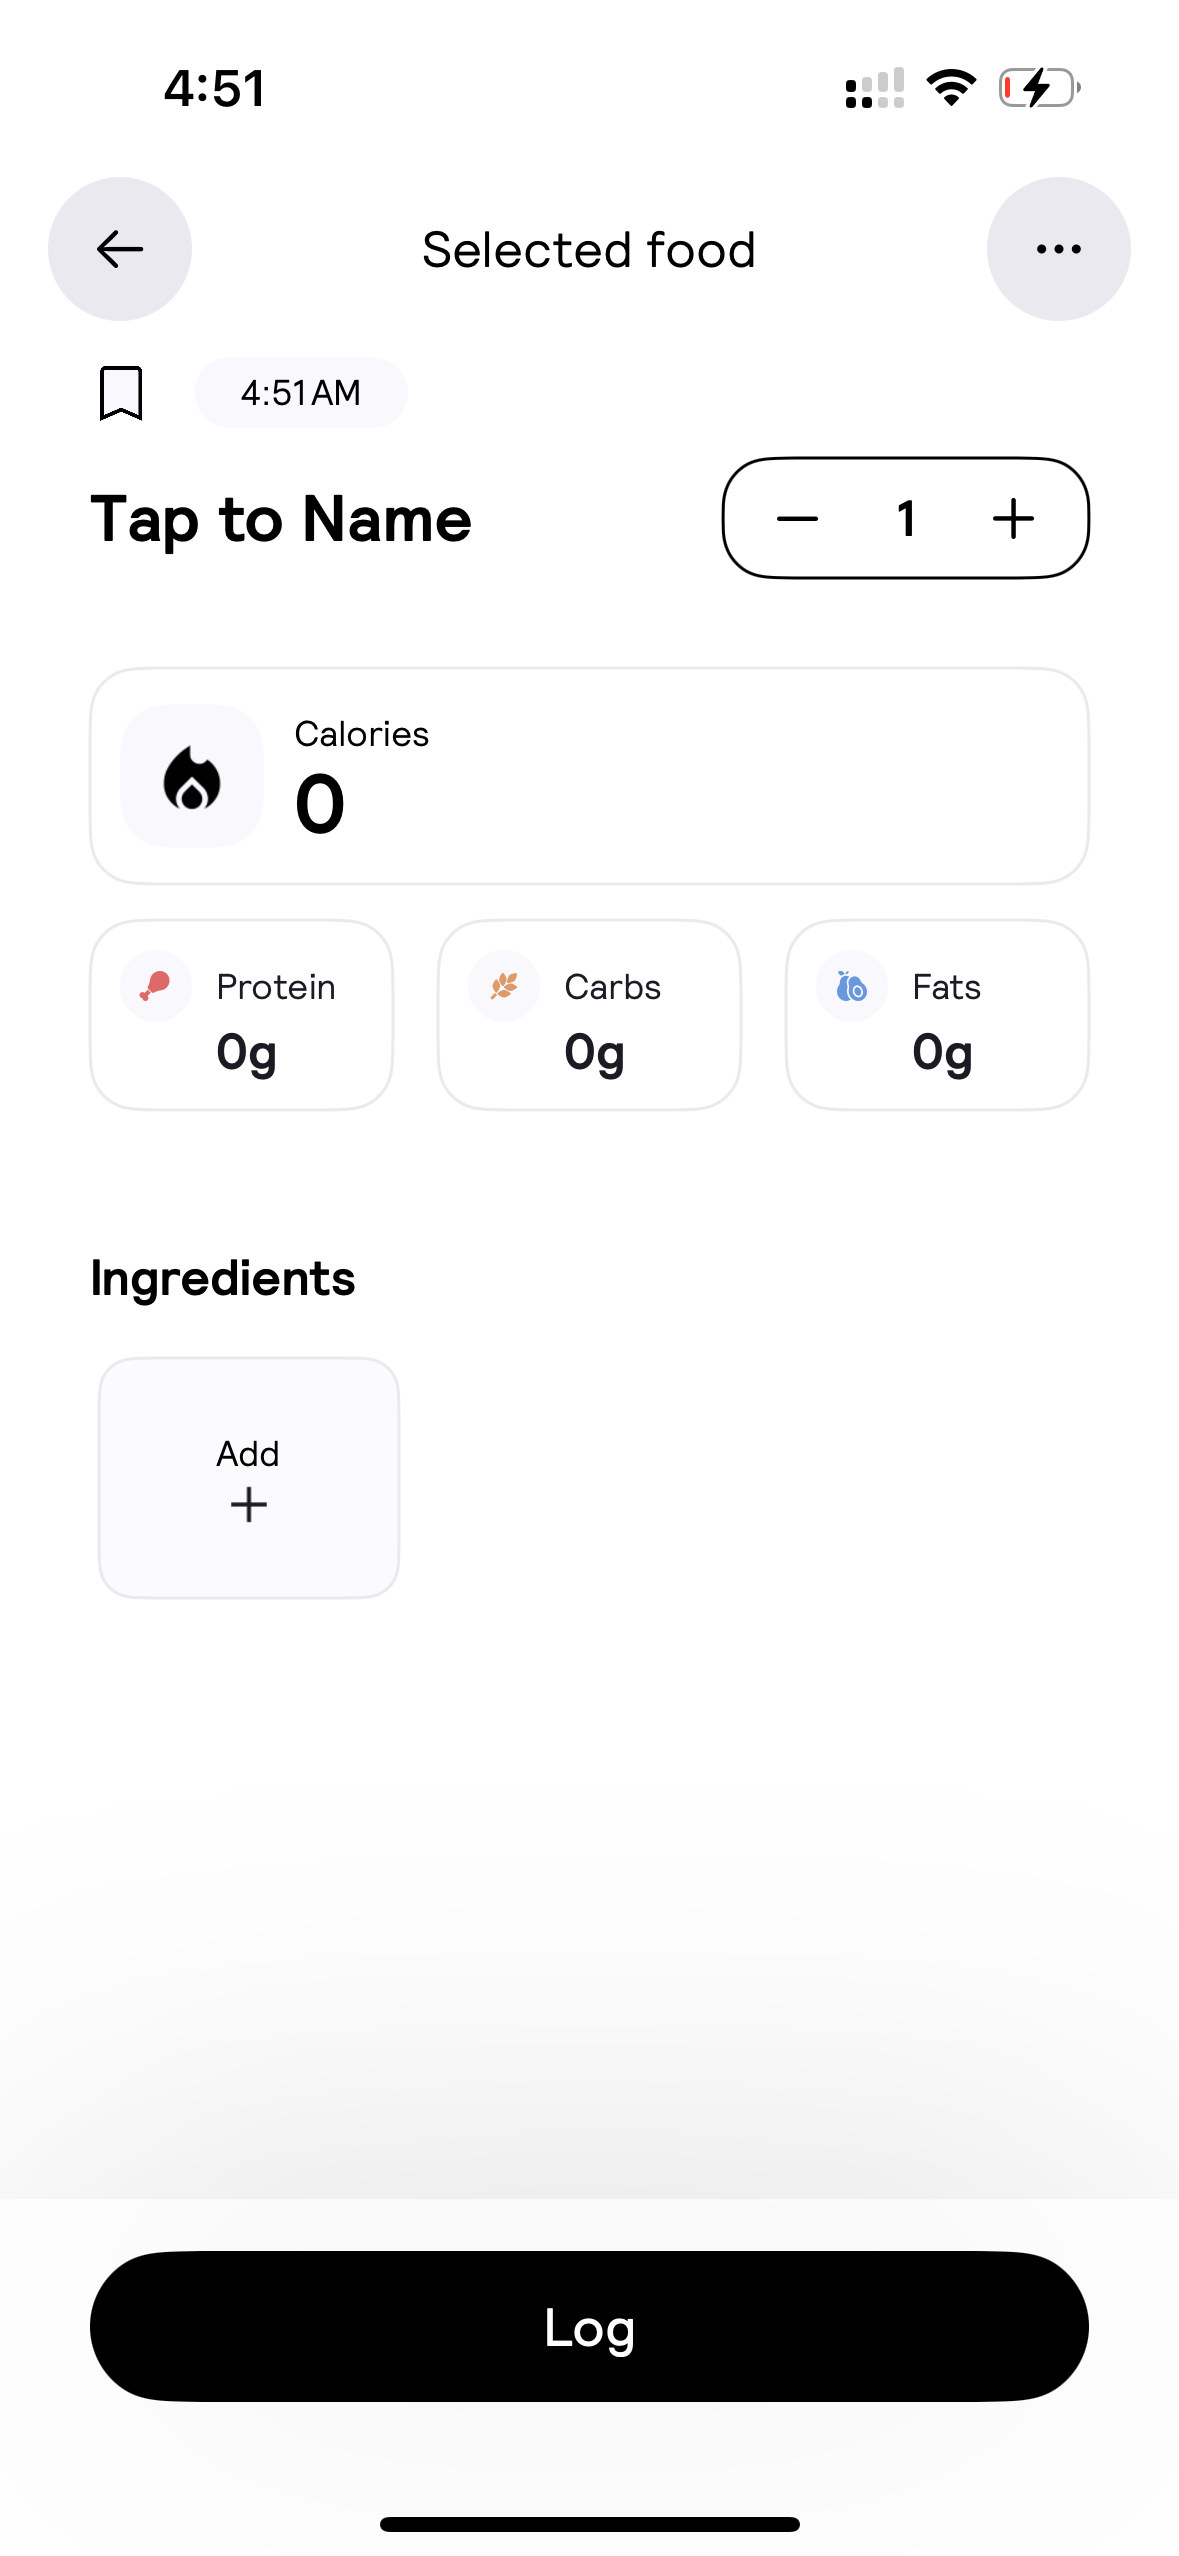 4:51
Selected food
4:51 AM
Tap to Name
1
Calories
0
Protein
0g
Carbs
0g
Fats
0g
Ingredients
Add
Log